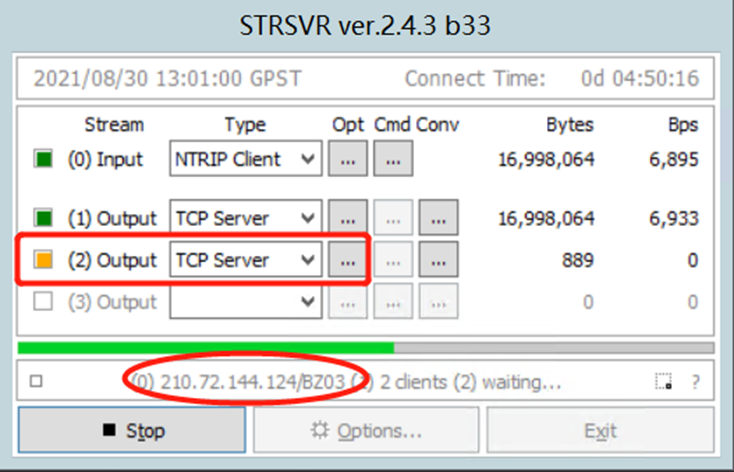 STRSVR ver.2.4.3 b33
2021/08/30 13:01:00 GPST Connect Time: 0d 04:50:16
Stream Type Opt Cmd Conv Bytes Bps
(0) Input NTRIP Client ... ... 16,998,064 6,895
(1) Output TCP Server ... ... ... 16,998,064 6,933
(2) Output TCP Server ... ... ... 889 0
(3) Output ... ... ... 0 0
(0) 210.72.144.124/BZ03 (1) 2 clients (2) waiting... ?
Stop Options... Exit